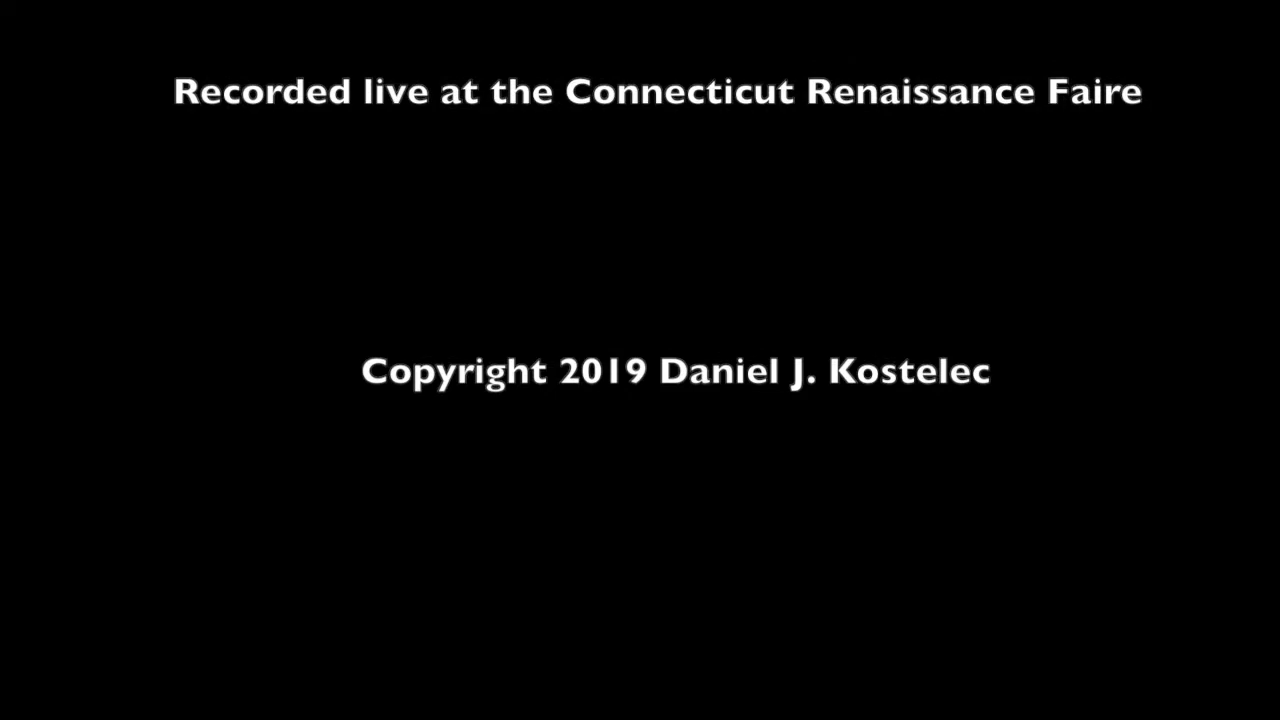 Recorded live at the Connecticut Renaissance Faire
Copyright 2019 Daniel J. Kostelec